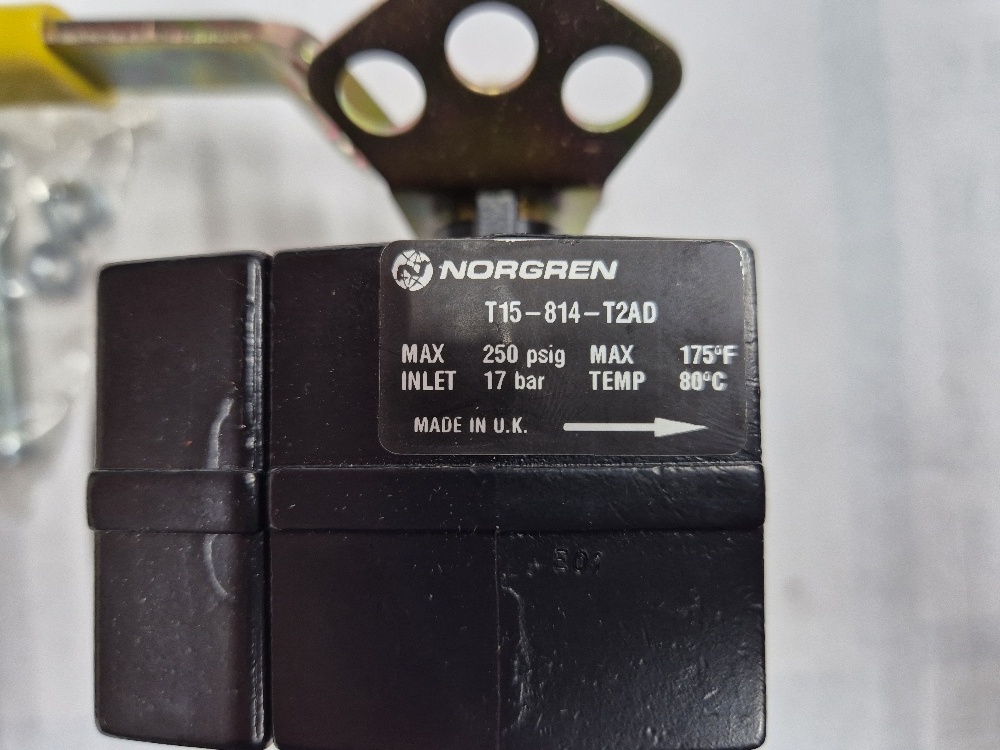 NORGREN
T15-814-T2AD
MAX 250 psig MAX 175°F
INLET 17 bar TEMP 80°C
MADE IN U.K.